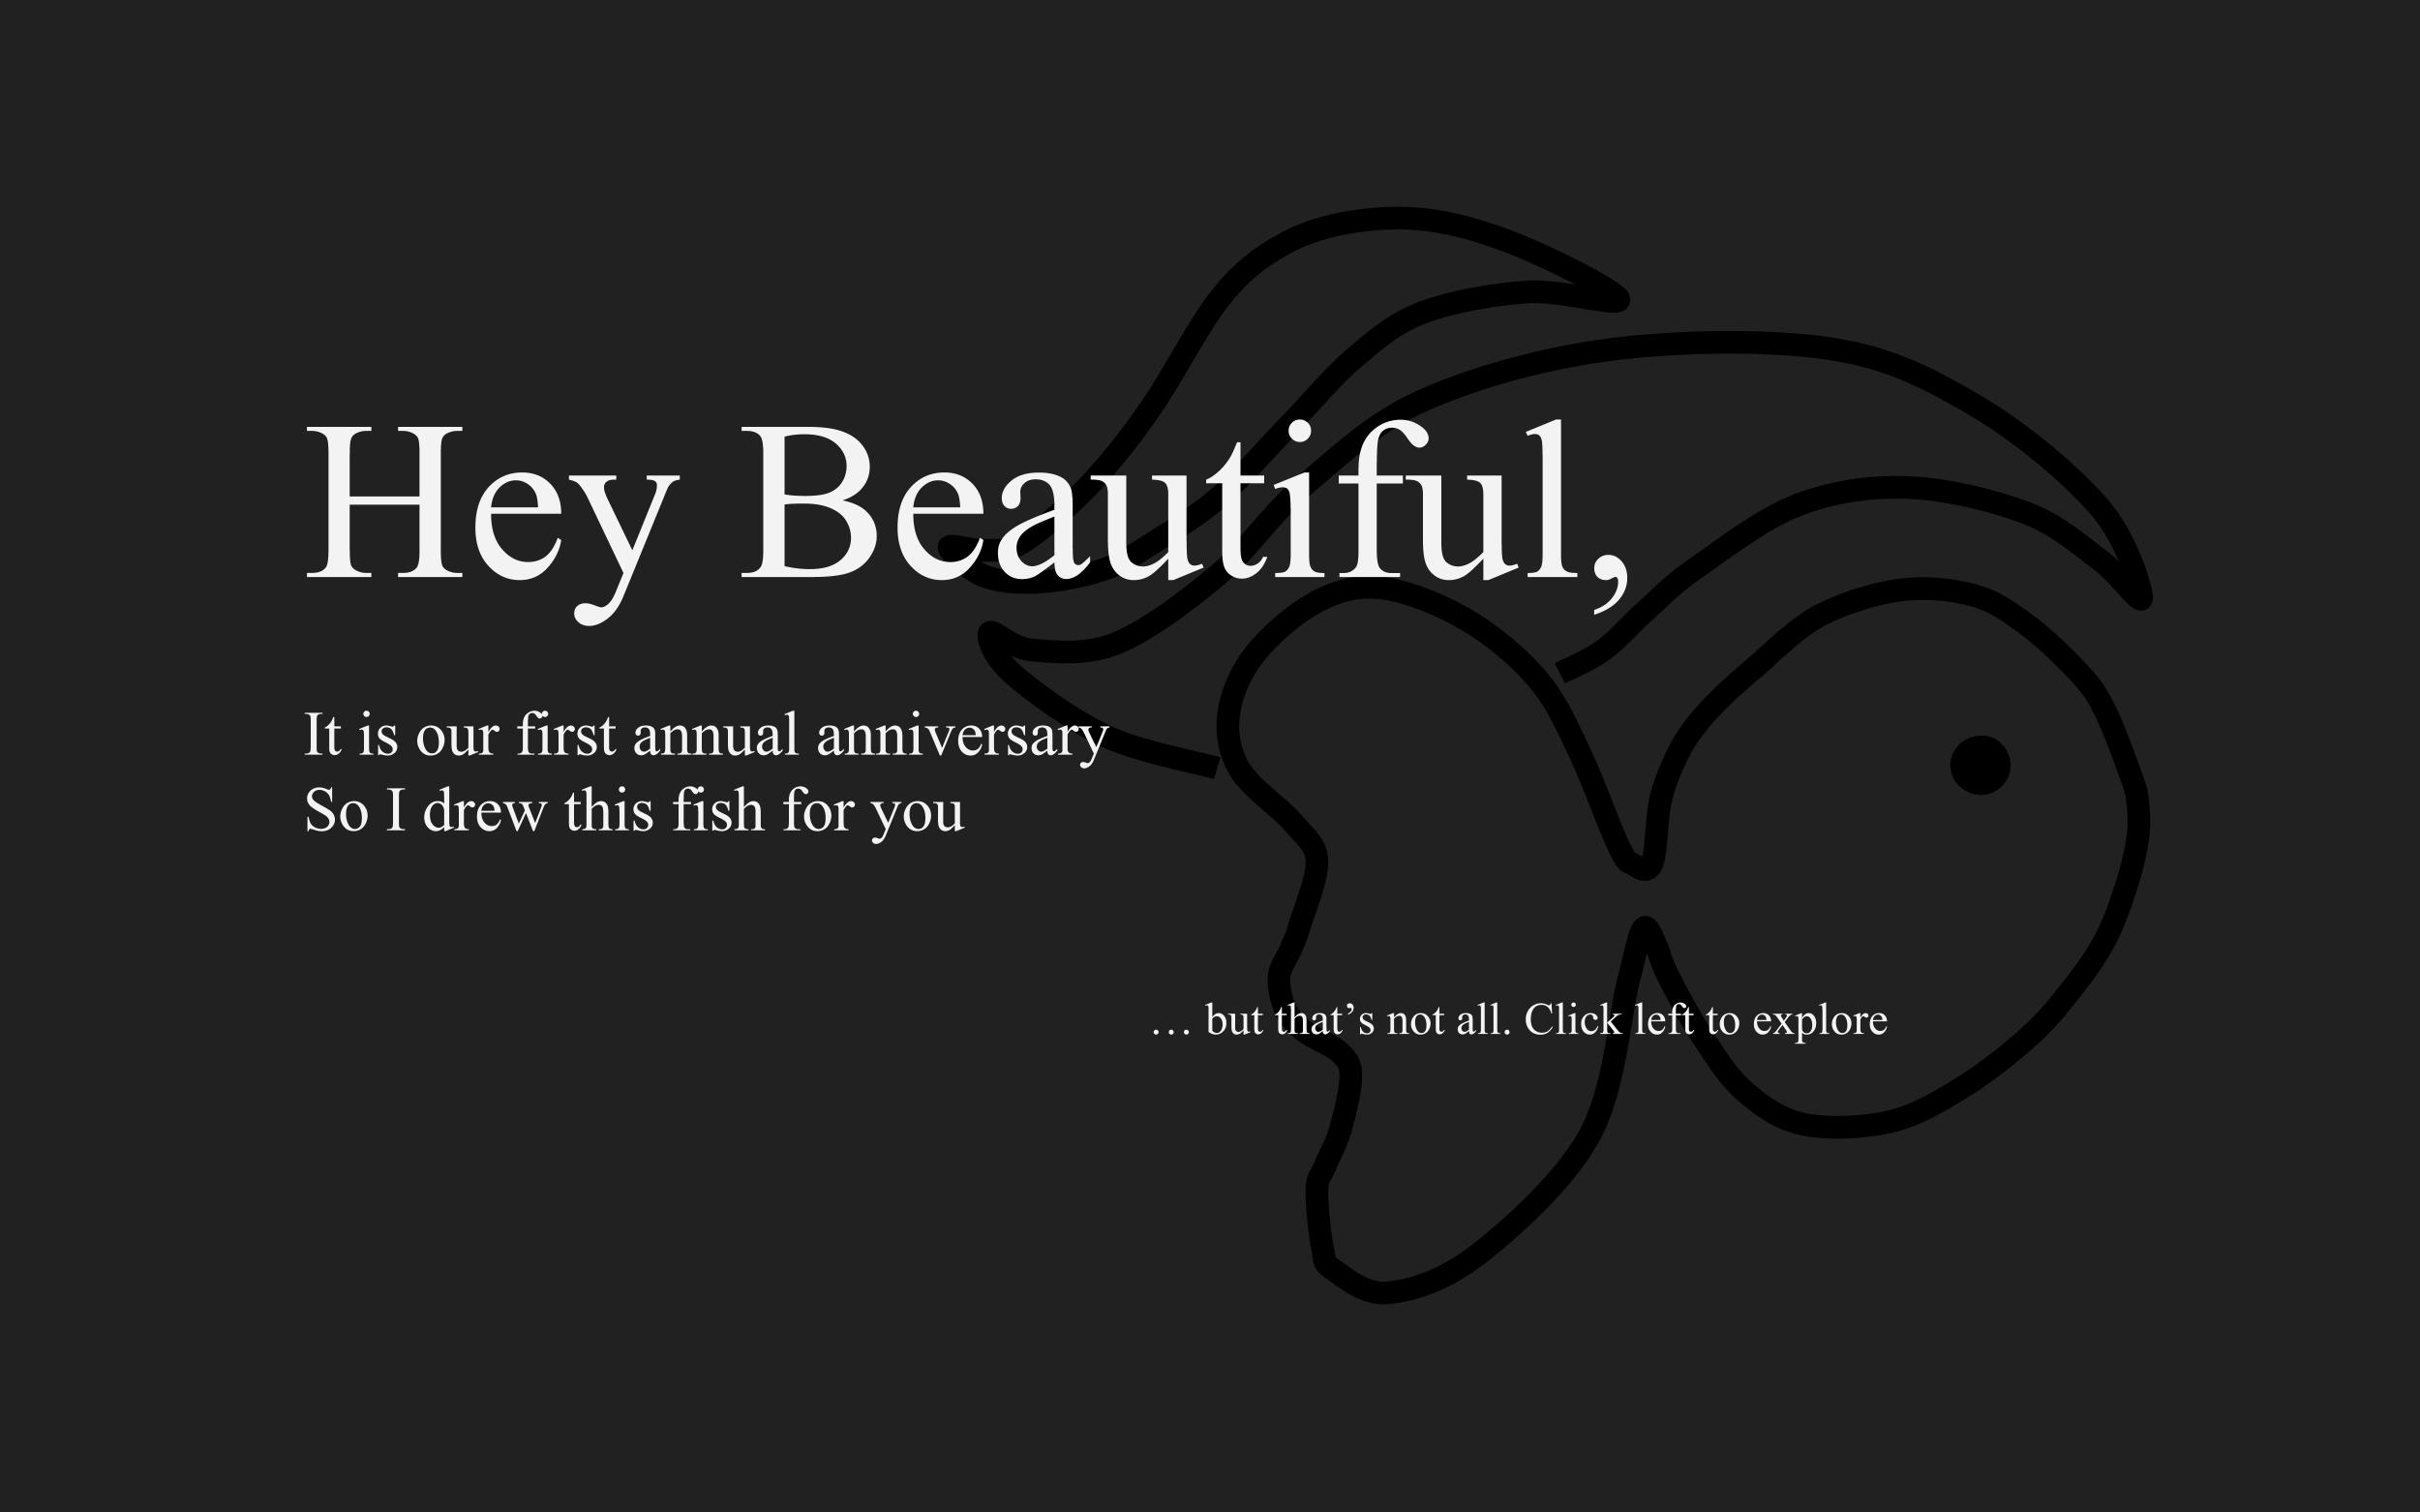 Hey Beautiful,
It is our first annual anniversary
So I drew this fish for you
… but that’s not all. Click left to explore